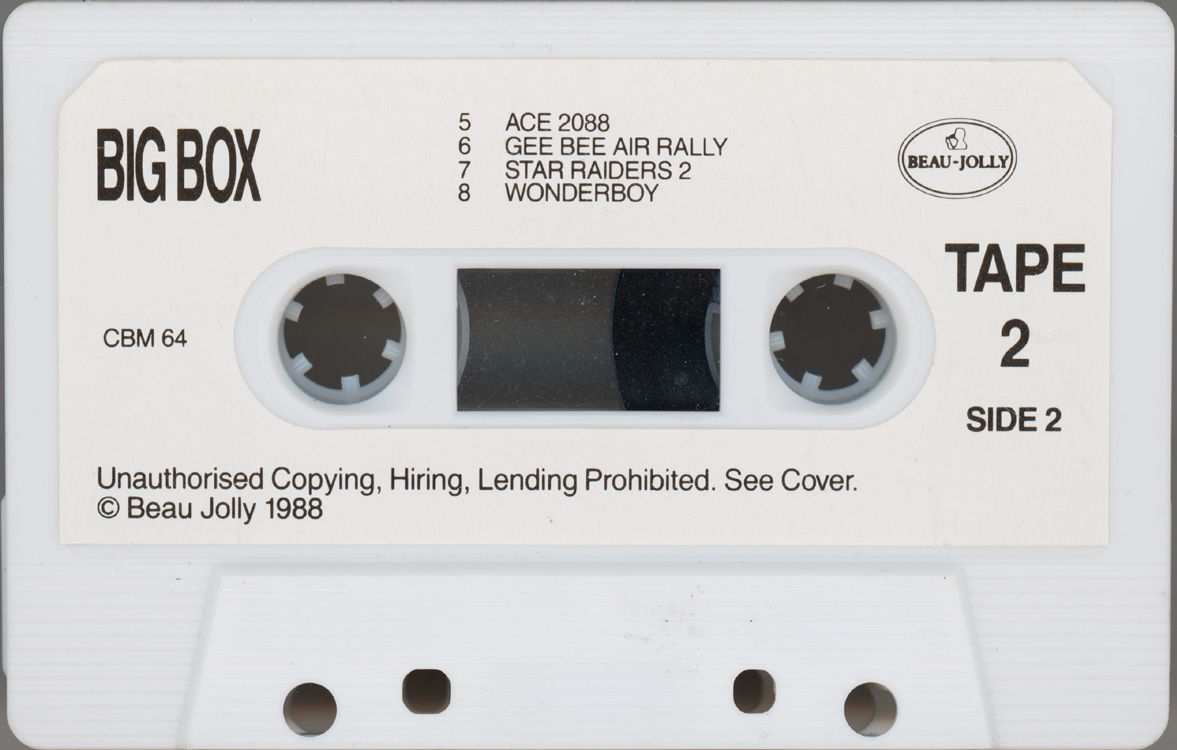 BIG BOX
5 ACE 2088
6 GEE BEE AIR RALLY
7 STAR RAIDERS 2
8 WONDERBOY
BEAU-JOLLY
TAPE
2
SIDE 2
CBM 64
Unauthorised Copying, Hiring, Lending Prohibited. See Cover.
© Beau Jolly 1988